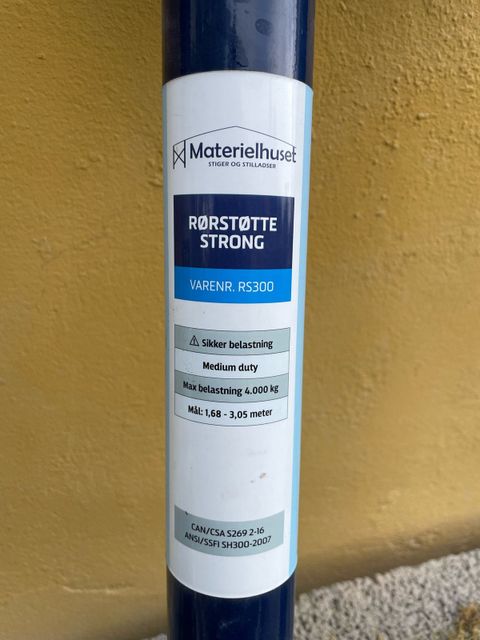 Materielhuset
STIGER OG STILLADSER
RØRSTØTTE
STRONG
VARENR. RS300
⚠ Sikker belastning
Medium duty
Max belastning 4.000 kg
Mål: 1,68 - 3,05 meter
CAN/CSA S269 2-16
ANSI/SSFI SH300-2007